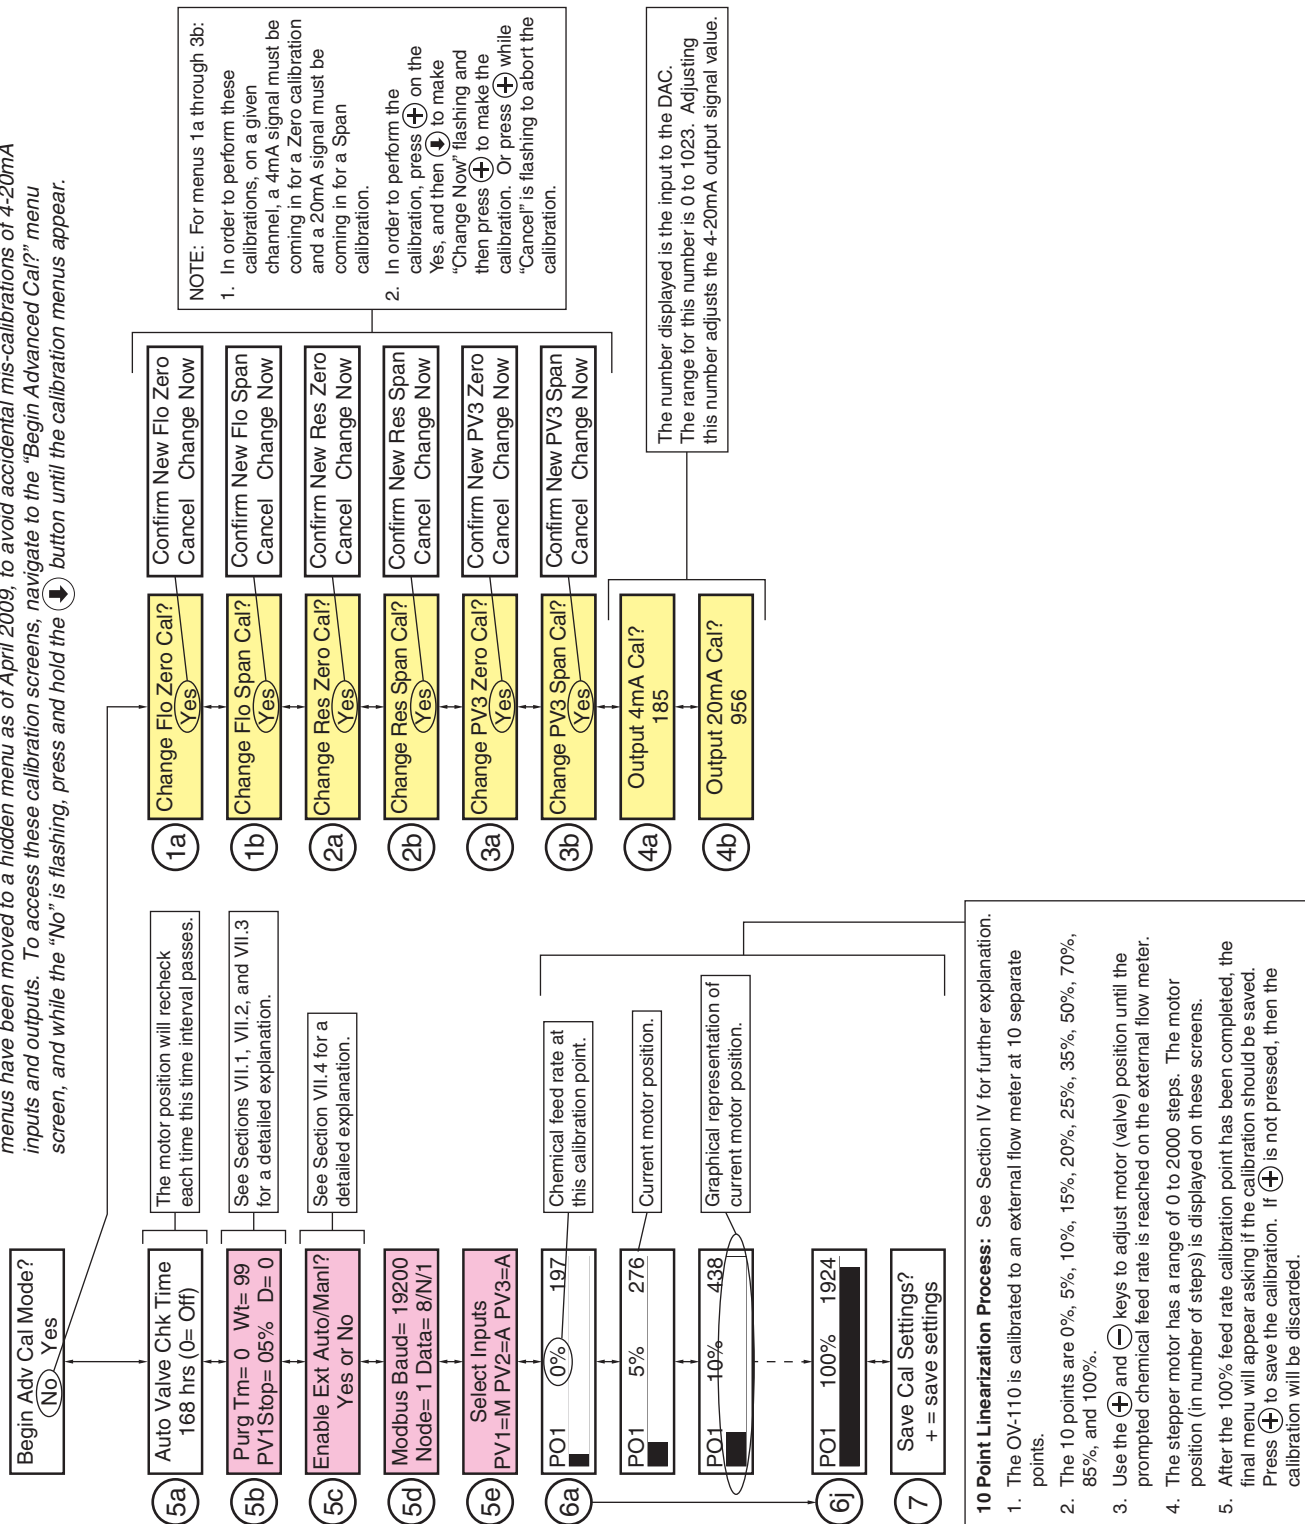 menus have been moved to a hidden menu as of April 2009, to avoid accidental mis-calibrations of 4-20mA
inputs and outputs. To access these calibration screens, navigate to the "Begin Advanced Cal?" menu
screen, and while the "No" is flashing, press and hold the button until the calibration menus appear.
Begin Adv Cal Mode?
No Yes
5a
Auto Valve Chk Time
168 hrs (0= Off)
The motor position will recheck
each time this time interval passes.
5b
Purg Tm= 0 Wt= 99
PV1Stop= 05% D= 0
See Sections VII.1, VII.2, and VII.3
for a detailed explanation.
5c
Enable Ext Auto/Manl?
Yes or No
See Section VII.4 for a
detailed explanation.
5d
Modbus Baud= 19200
Node= 1 Data= 8/N/1
5e
Select Inputs
PV1=M PV2=A PV3=A
6a
PO1 0% 197
Chemical feed rate at
this calibration point.
PO1 5% 276
Current motor position.
PO1 10% 438
Graphical representation of
current motor position.
6j
PO1 100% 1924
7
Save Cal Settings?
+ = save settings
1a
Change Flo Zero Cal?
Yes
Confirm New Flo Zero
Cancel Change Now
1b
Change Flo Span Cal?
Yes
Confirm New Flo Span
Cancel Change Now
2a
Change Res Zero Cal?
Yes
Confirm New Res Zero
Cancel Change Now
2b
Change Res Span Cal?
Yes
Confirm New Res Span
Cancel Change Now
3a
Change PV3 Zero Cal?
Yes
Confirm New PV3 Zero
Cancel Change Now
3b
Change PV3 Span Cal?
Yes
Confirm New PV3 Span
Cancel Change Now
4a
Output 4mA Cal?
185
4b
Output 20mA Cal?
956
NOTE: For menus 1a through 3b:
1. In order to perform these
calibrations, on a given
channel, a 4mA signal must be
coming in for a Zero calibration
and a 20mA signal must be
coming in for a Span
calibration.
2. In order to perform the
calibration, press + on the
Yes, and then to make
"Change Now" flashing and
then press + to make the
calibration. Or press + while
"Cancel" is flashing to abort the
calibration.
The number displayed is the input to the DAC.
The range for this number is 0 to 1023. Adjusting
this number adjusts the 4-20mA output signal value.
10 Point Linearization Process: See Section IV for further explanation.
1. The OV-110 is calibrated to an external flow meter at 10 separate
points.
2. The 10 points are 0%, 5%, 10%, 15%, 20%, 25%, 35%, 50%, 70%,
85%, and 100%.
3. Use the + and − keys to adjust motor (valve) position until the
prompted chemical feed rate is reached on the external flow meter.
4. The stepper motor has a range of 0 to 2000 steps. The motor
position (in number of steps) is displayed on these screens.
5. After the 100% feed rate calibration point has been completed, the
final menu will appear asking if the calibration should be saved.
Press + to save the calibration. If + is not pressed, then the
calibration will be discarded.